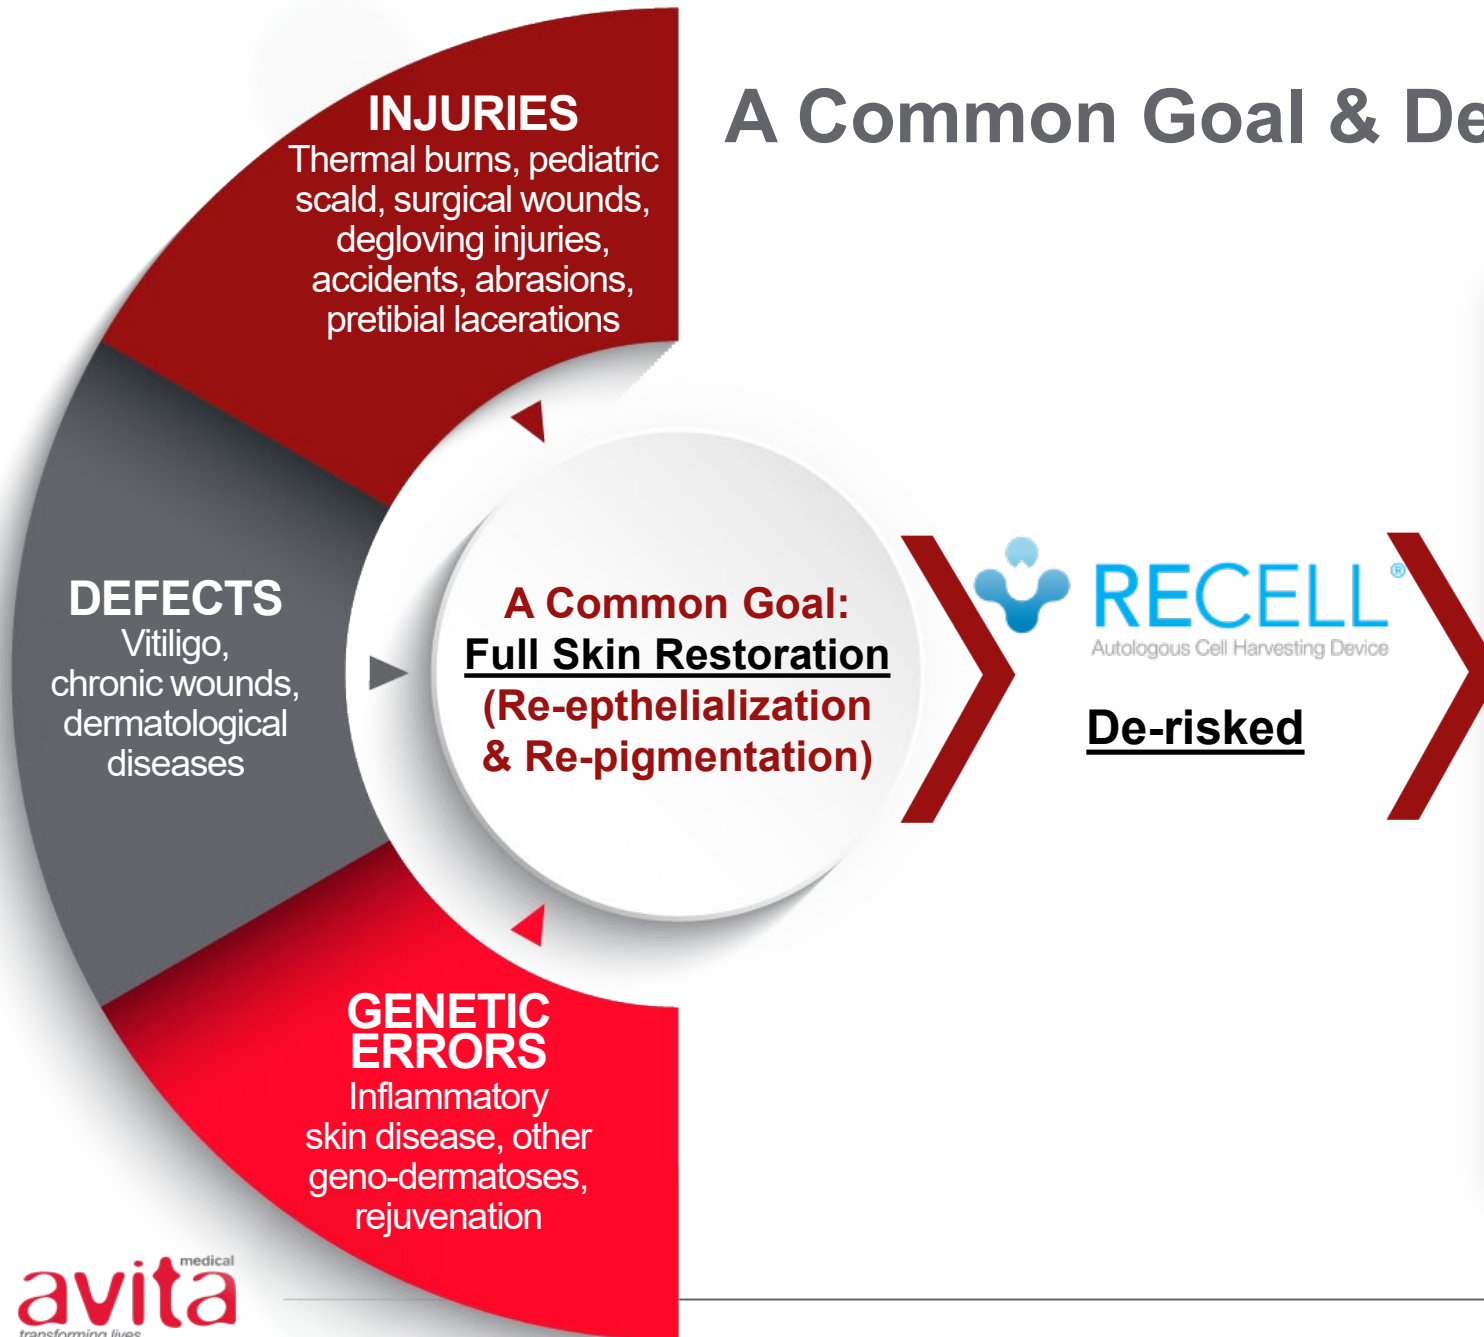 A Common Goal & De
INJURIES
Thermal burns, pediatric
scald, surgical wounds,
degloving injuries,
accidents, abrasions,
pretibial lacerations
DEFECTS
Vitiligo,
chronic wounds,
dermatological
diseases
GENETIC
ERRORS
Inflammatory
skin disease, other
geno-dermatoses,
rejuvenation
A Common Goal:
Full Skin Restoration
(Re-epthelialization
& Re-pigmentation)
RECELL®
Autologous Cell Harvesting Device
De-risked
avita medical
transforming lives